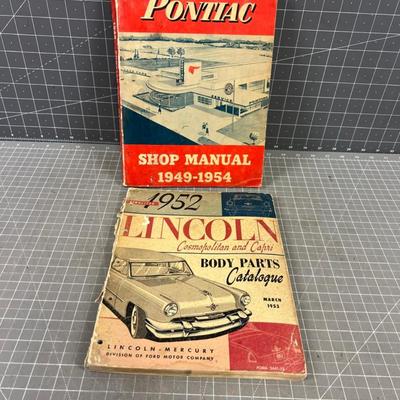 PONTIAC
SERVICE
SHOP MANUAL
1949-1954
1952
LINCOLN
Cosmopolitan and Capri
BODY PARTS
Catalogue
MARCH
1952
LINCOLN-MERCURY
DIVISION OF FORD MOTOR COMPANY